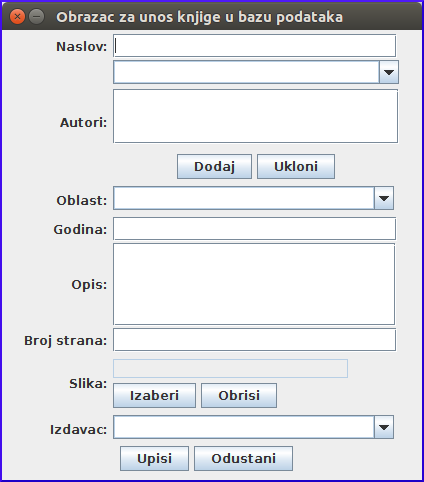 Obrazac za unos knjige u bazu podataka
Naslov:
Autori:
Dodaj Ukloni
Oblast:
Godina:
Opis:
Broj strana:
Slika:
Izaberi Obrisi
Izdavac:
Upisi Odustani